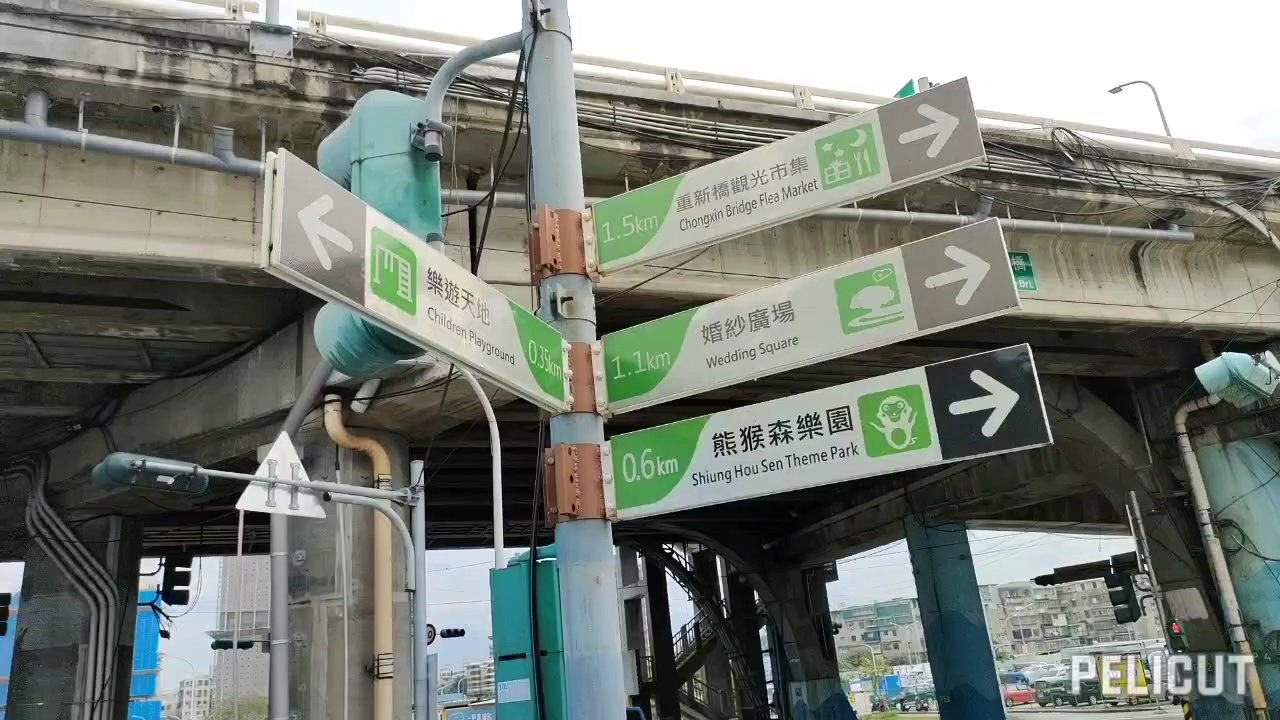 1.5km
重新橋觀光市集
Chongxin Bridge Flea Market
樂遊天地
Children Playground
0.35km
1.1km
婚紗廣場
Wedding Square
0.6km
熊猴森樂園
Shiung Hou Sen Theme Park
橋
Bri.
PELICUT